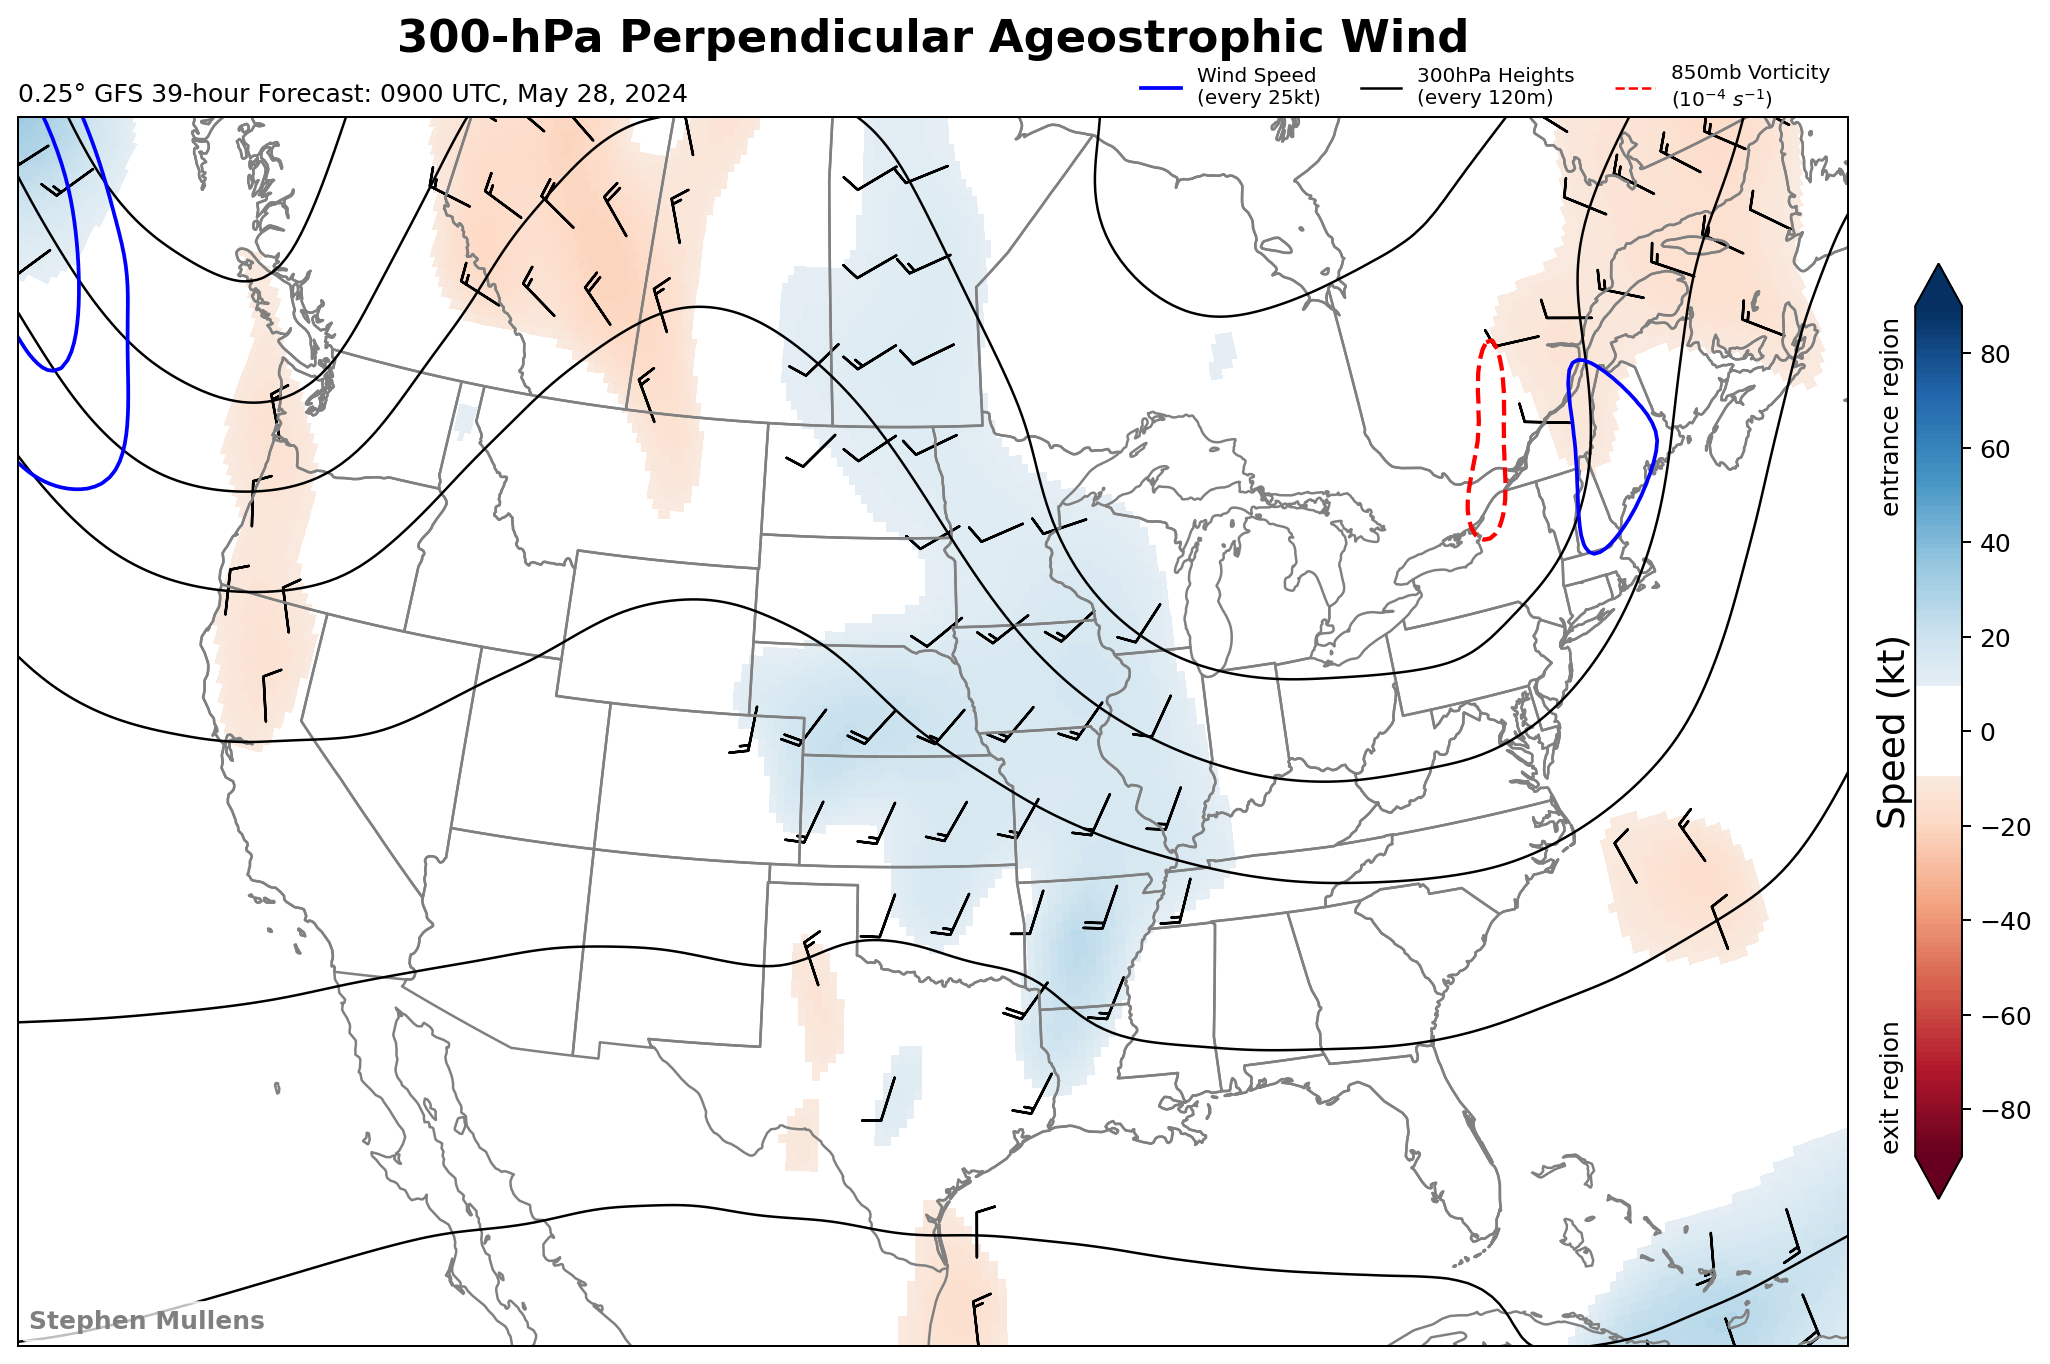 300-hPa Perpendicular Ageostrophic Wind
0.25° GFS 39-hour Forecast: 0900 UTC, May 28, 2024
Wind Speed
(every 25kt)
300hPa Heights
(every 120m)
850mb Vorticity
(10⁻⁴ s⁻¹)
entrance region
exit region
Speed (kt)
80
60
40
20
0
−20
−40
−60
−80
Stephen Mullens